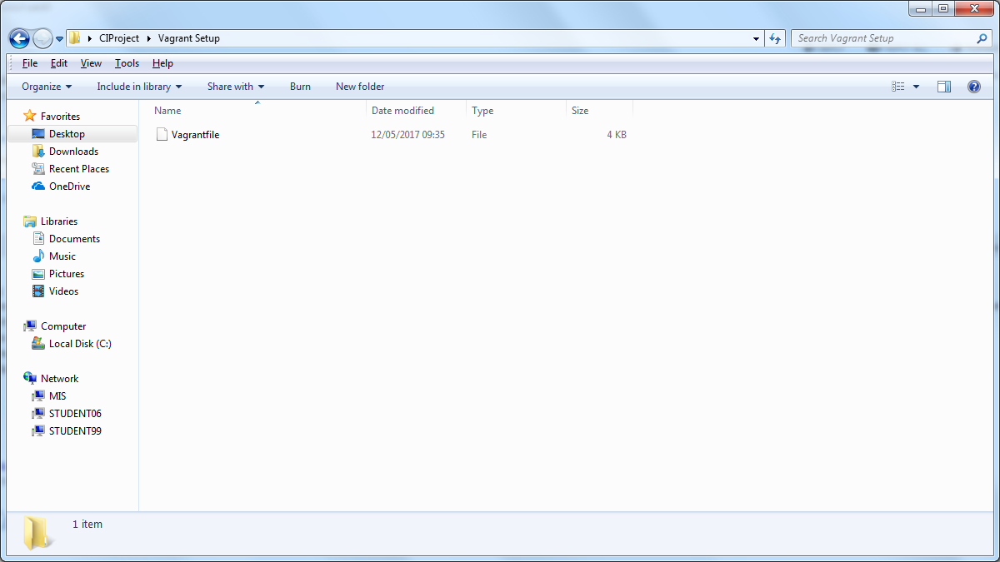 CIProject Vagrant Setup
Search Vagrant Setup
File Edit View Tools Help
Organize Include in library Share with Burn New folder
Name Date modified Type Size
Vagrantfile 12/05/2017 09:35 File 4 KB
Favorites
Desktop
Downloads
Recent Places
OneDrive
Libraries
Documents
Music
Pictures
Videos
Computer
Local Disk (C:)
Network
MIS
STUDENT06
STUDENT99
1 item